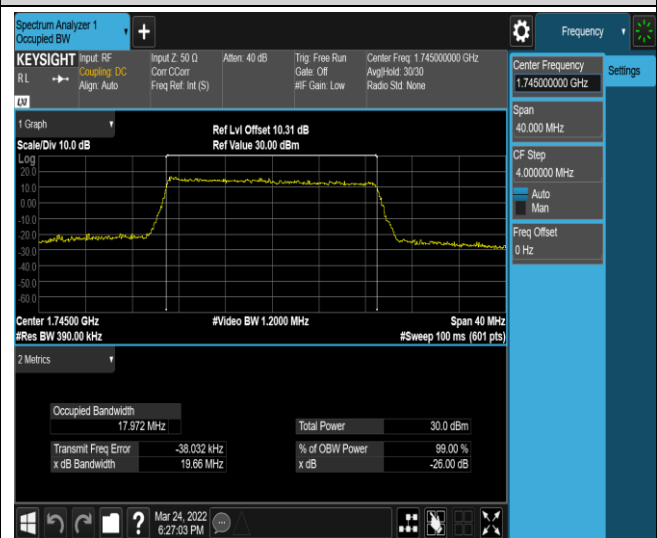 Spectrum Analyzer 1
Occupied BW
+
Frequency
KEYSIGHT
RL
LXI
Input: RF
Coupling: DC
Align: Auto
Input Z: 50 Ω
Corr CCorr
Freq Ref: Int (S)
Atten: 40 dB
Trig: Free Run
Gate: Off
#IF Gain: Low
Center Freq: 1.745000000 GHz
Avg|Hold: 30/30
Radio Std: None
Center Frequency
1.745000000 GHz
Settings
Span
40.000 MHz
CF Step
4.000000 MHz
Auto
Man
Freq Offset
0 Hz
1 Graph
Scale/Div 10.0 dB
Ref Lvl Offset 10.31 dB
Ref Value 30.00 dBm
Log
20.0
10.0
0.00
-10.0
-20.0
-30.0
-40.0
-50.0
-60.0
Center 1.74500 GHz
#Video BW 1.2000 MHz
Span 40 MHz
#Res BW 390.00 kHz
#Sweep 100 ms (601 pts)
2 Metrics
Occupied Bandwidth
17.972 MHz
Total Power 30.0 dBm
Transmit Freq Error -38.032 kHz
% of OBW Power 99.00 %
x dB Bandwidth 19.66 MHz
x dB -26.00 dB
?
Mar 24, 2022
6:27:03 PM